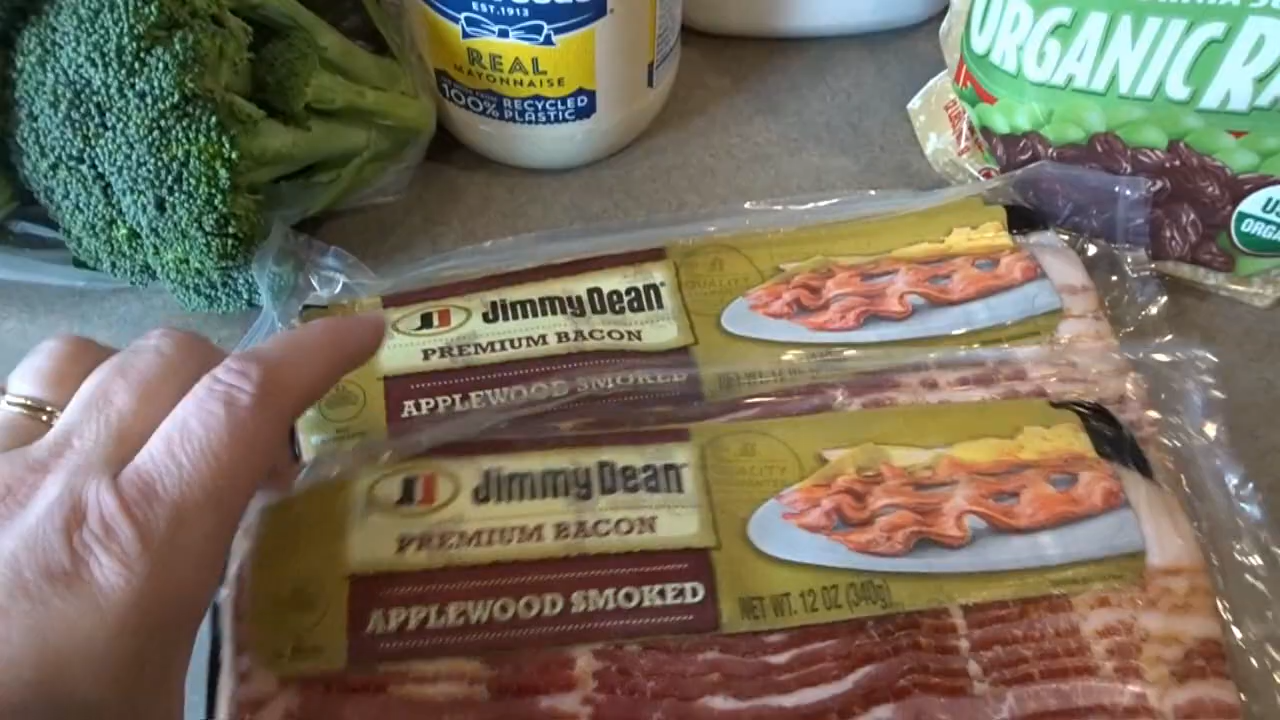 EST.1913
REAL
MAYONNAISE
100% RECYCLED
PLASTIC
ORGANIC
Jimmy Dean
PREMIUM BACON
APPLEWOOD SMOKED
Jimmy Dean
PREMIUM BACON
APPLEWOOD SMOKED
NET WT. 12 OZ (340g)